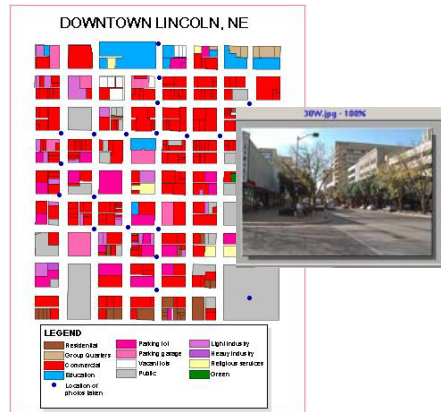 DOWNTOWN LINCOLN, NE
30W.jpg - 100%
LEGEND
Residential
Group Quarters
Commercial
Education
Location of
photos taken
Parking lot
Parking garage
Vacant lots
Public
Light industry
Heavy industry
Religious services
Green